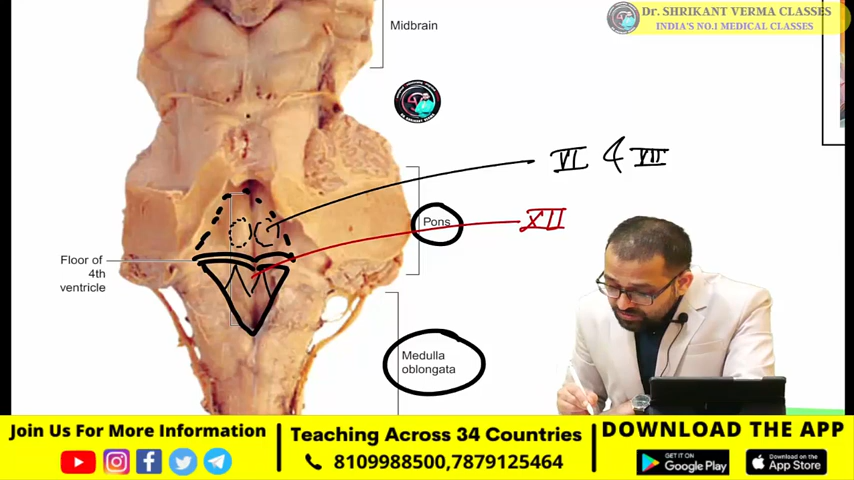 Dr. SHRIKANT VERMA CLASSES
INDIA'S NO.1 MEDICAL CLASSES
Midbrain
VI & VII
Pons
XII
Floor of
4th
ventricle
Medulla
oblongata
Join Us For More Information
Teaching Across 34 Countries
8109988500,7879125464
DOWNLOAD THE APP
GET IT ON
Google Play
Download on the
App Store